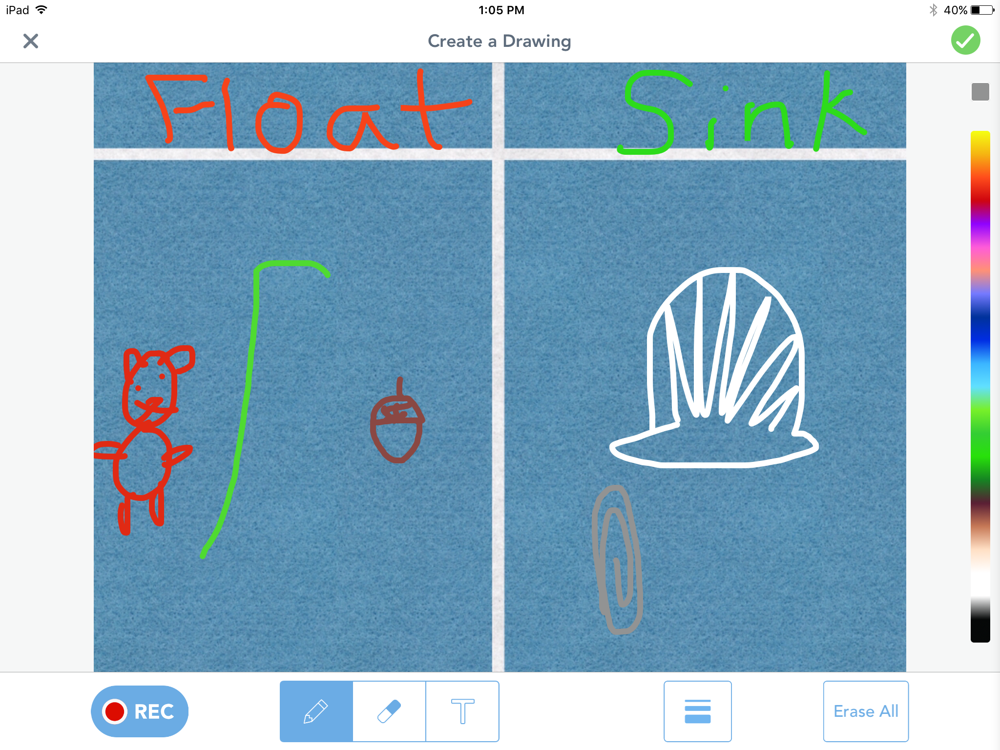 iPad 1:05 PM 40%
Create a Drawing
Float Sink
REC T Erase All